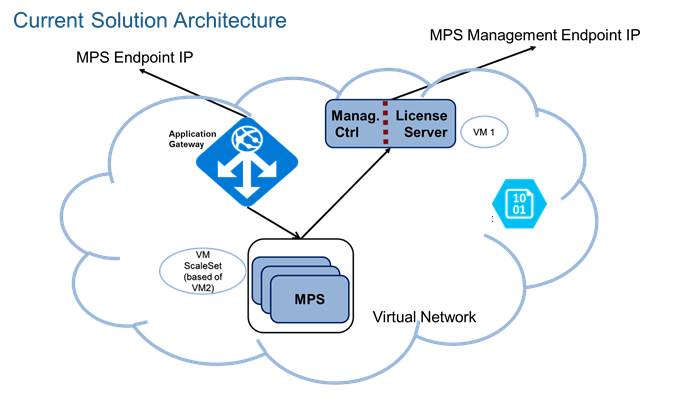 Current Solution Architecture
MPS Management Endpoint IP
MPS Endpoint IP
Manag.
Ctrl
License
Server
VM 1
Application
Gateway
10
01
:
VM
ScaleSet
(based of
VM2)
MPS
Virtual Network